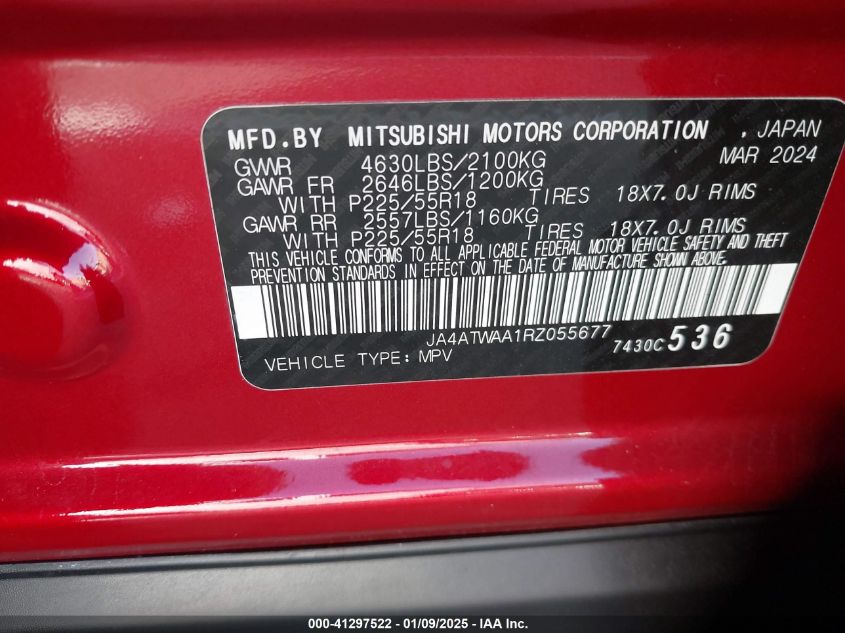 MFD.BY MITSUBISHI MOTORS CORPORATION , JAPAN
MAR 2024
GVWR 4630LBS/2100KG
GAWR FR 2646LBS/1200KG
WITH P225/55R18 TIRES 18X7.0J RIMS
GAWR RR 2557LBS/1160KG
WITH P225/55R18 TIRES 18X7.0J RIMS
THIS VEHICLE CONFORMS TO ALL APPLICABLE FEDERAL MOTOR VEHICLE SAFETY AND THEFT
PREVENTION STANDARDS IN EFFECT ON THE DATE OF MANUFACTURE SHOWN ABOVE.
JA4ATWAA1RZ055677
7430C 536
VEHICLE TYPE: MPV
000-41297522 - 01/09/2025 - IAA Inc.